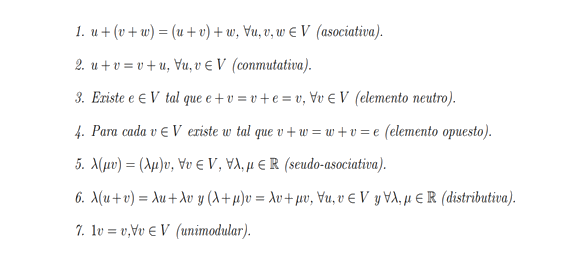 1. u + (v + w) = (u + v) + w, ∀u, v, w ∈ V (asociativa).
2. u + v = v + u, ∀u, v ∈ V (conmutativa).
3. Existe e ∈ V tal que e + v = v + e = v, ∀v ∈ V (elemento neutro).
4. Para cada v ∈ V existe w tal que v + w = w + v = e (elemento opuesto).
5. λ(μv) = (λμ)v, ∀v ∈ V, ∀λ, μ ∈ ℝ (seudo-asociativa).
6. λ(u + v) = λu + λv y (λ + μ)v = λv + μv, ∀u, v ∈ V y ∀λ, μ ∈ ℝ (distributiva).
7. 1v = v,∀v ∈ V (unimodular).